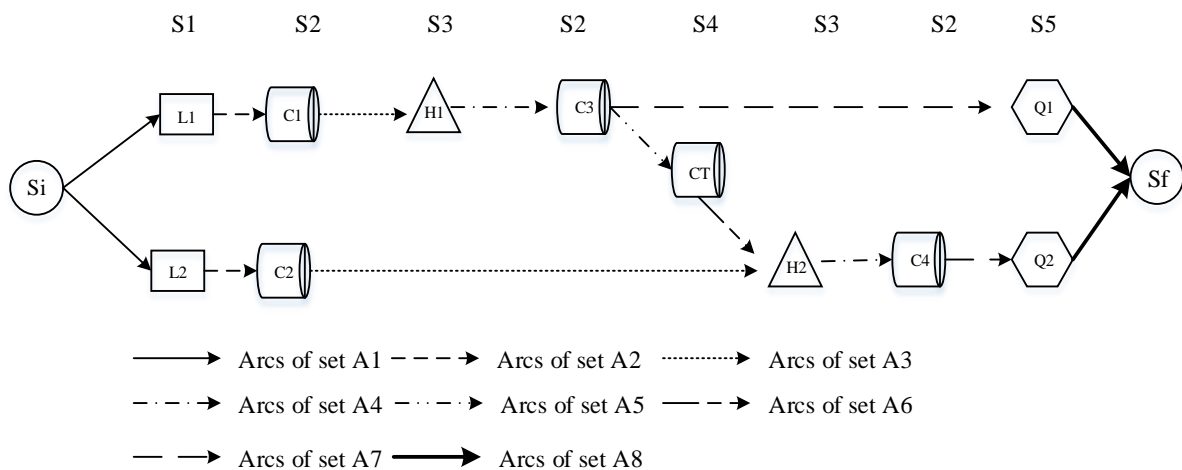 S1 S2 S3 S2 S4 S3 S2 S5
L1 C1 H1 C3 Q1
CT
Si Sf
L2 C2 H2 C4 Q2
Arcs of set A1 Arcs of set A2 Arcs of set A3
Arcs of set A4 Arcs of set A5 Arcs of set A6
Arcs of set A7 Arcs of set A8